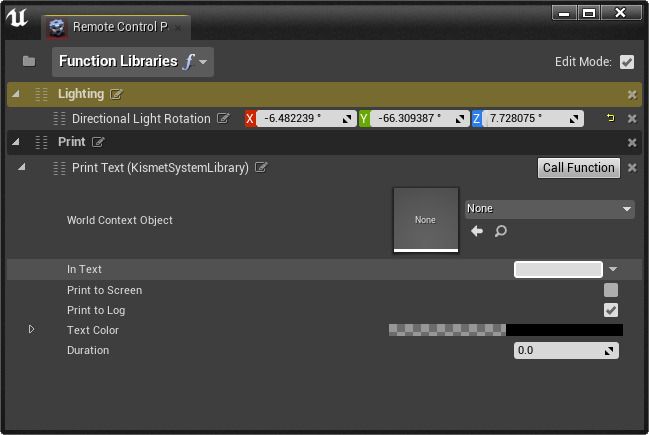 Remote Control P
Function Libraries f
Edit Mode:
Lighting
Directional Light Rotation X -6.482239 ° Y -66.309387 ° Z 7.728075 °
Print
Print Text (KismetSystemLibrary) Call Function
World Context Object None None
In Text
Print to Screen
Print to Log
Text Color
Duration 0.0